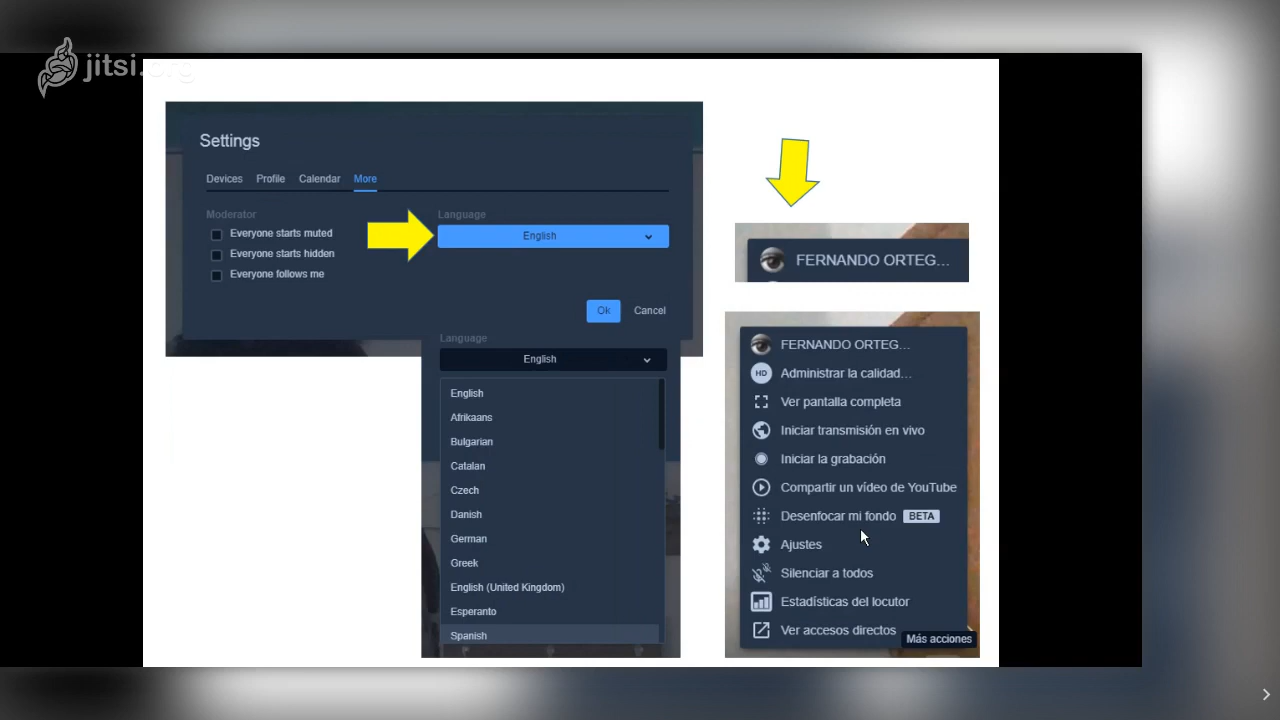 jitsi.org
Settings
Devices Profile Calendar More
Moderator
Everyone starts muted
Everyone starts hidden
Everyone follows me
Language
English
Ok Cancel
Language
English
English
Afrikaans
Bulgarian
Catalan
Czech
Danish
German
Greek
English (United Kingdom)
Esperanto
Spanish
FERNANDO ORTEG...
FERNANDO ORTEG...
HD Administrar la calidad...
Ver pantalla completa
Iniciar transmisión en vivo
Iniciar la grabación
Compartir un vídeo de YouTube
Desenfocar mi fondo BETA
Ajustes
Silenciar a todos
Estadísticas del locutor
Ver accesos directos
Más acciones